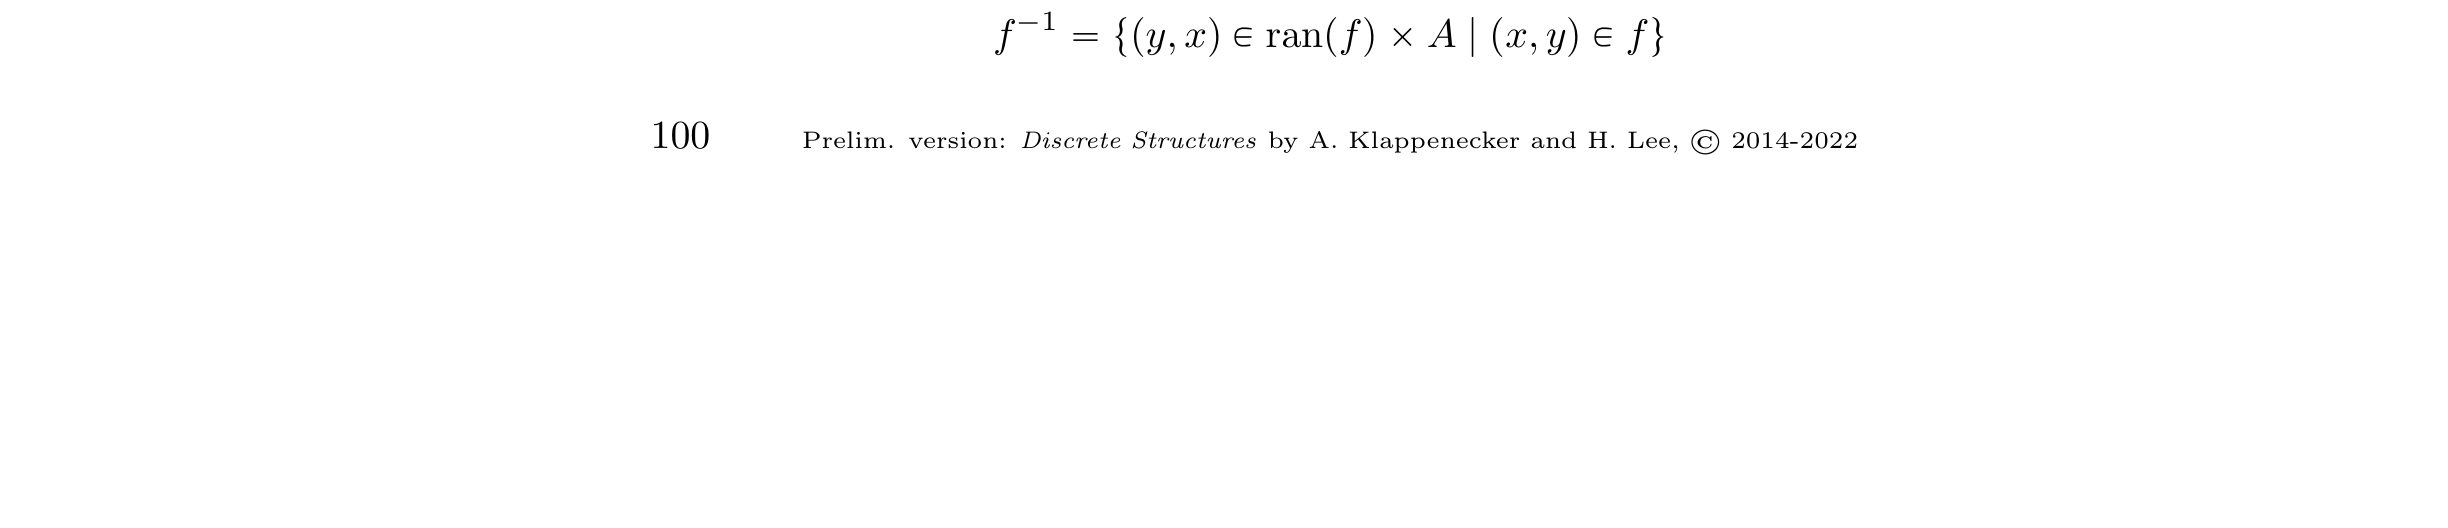 f⁻¹ = {(y, x) ∈ ran(f) × A | (x, y) ∈ f}
100 Prelim. version: Discrete Structures by A. Klappenecker and H. Lee, © 2014-2022